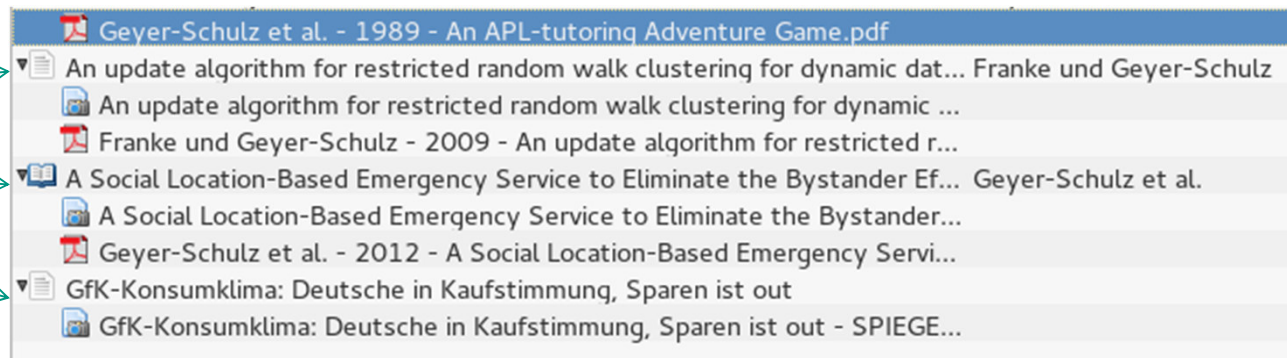 Geyer-Schulz et al. - 1989 - An APL-tutoring Adventure Game.pdf
An update algorithm for restricted random walk clustering for dynamic dat... Franke und Geyer-Schulz
An update algorithm for restricted random walk clustering for dynamic ...
Franke und Geyer-Schulz - 2009 - An update algorithm for restricted r...
A Social Location-Based Emergency Service to Eliminate the Bystander Ef... Geyer-Schulz et al.
A Social Location-Based Emergency Service to Eliminate the Bystander...
Geyer-Schulz et al. - 2012 - A Social Location-Based Emergency Servi...
GfK-Konsumklima: Deutsche in Kaufstimmung, Sparen ist out
GfK-Konsumklima: Deutsche in Kaufstimmung, Sparen ist out - SPIEGE...